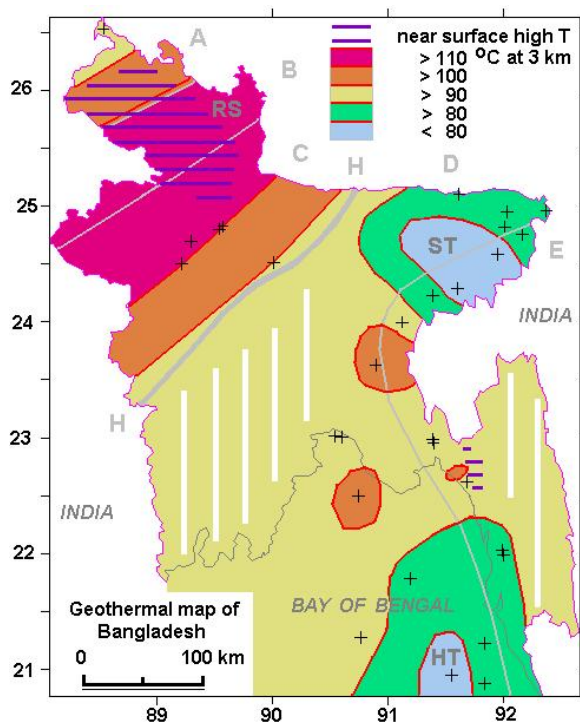 near surface high T
> 110 °C at 3 km
> 100
> 90
> 80
< 80
A
B
C
H
D
E
RS
ST
INDIA
H
INDIA
BAY OF BENGAL
HT
Geothermal map of
Bangladesh
0 100 km
26
25
24
23
22
21
89 90 91 92